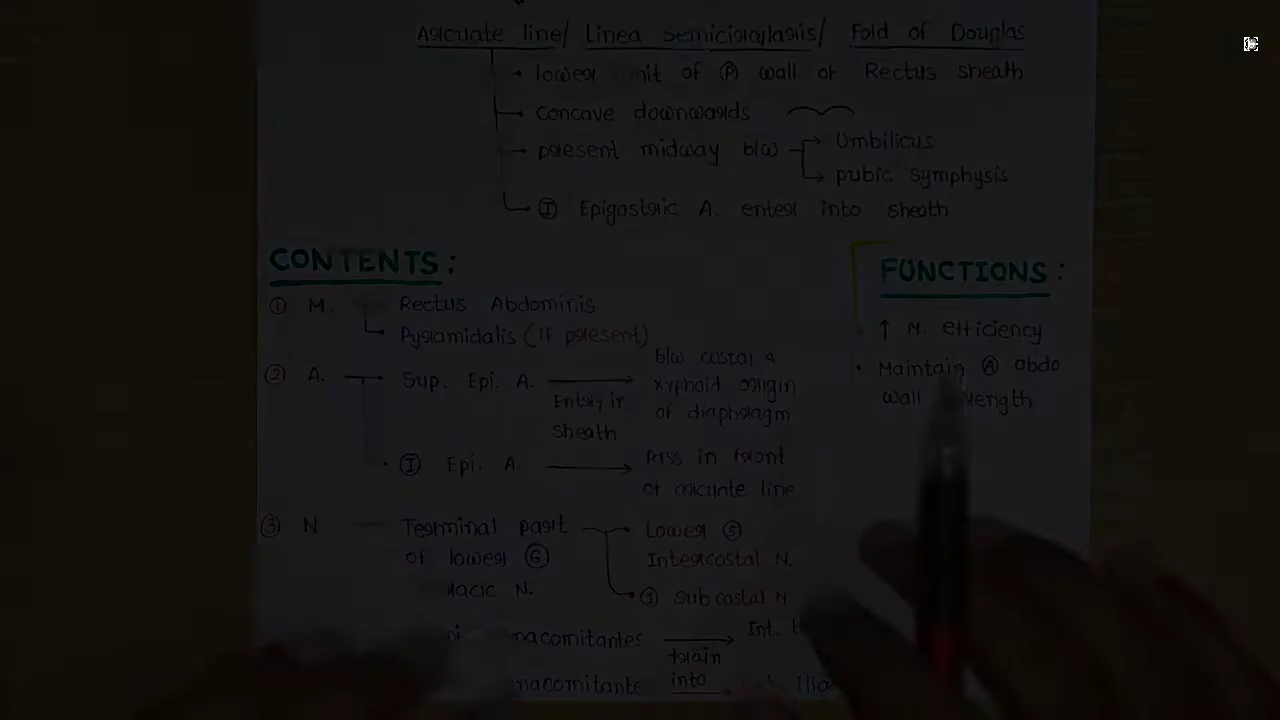 Arcuate line/ Linea semicircularis/ Fold of Douglas
→ lower limit of Ⓟ wall of Rectus sheath
→ concave downwards
→ present midway b/w → Umbilicus
→ pubic symphysis
→ Ⓘ Epigastric A. enter into sheath
CONTENTS:
① M. Rectus Abdominis
Pyramidalis (if present)
② A. → Sup. Epi. A. → Entry in sheath
b/w costal & xyphoid origin of diaphragm
Ⓘ Epi. A. → Pass in front of arcuate line
③ N Terminal part of lower ⑥
N.
→ Lower ⑤ Intercostal N.
→ Subcostal N
→ Int.
drain into
FUNCTIONS:
↑ M. efficiency
• Maintain Ⓐ abdo
wall